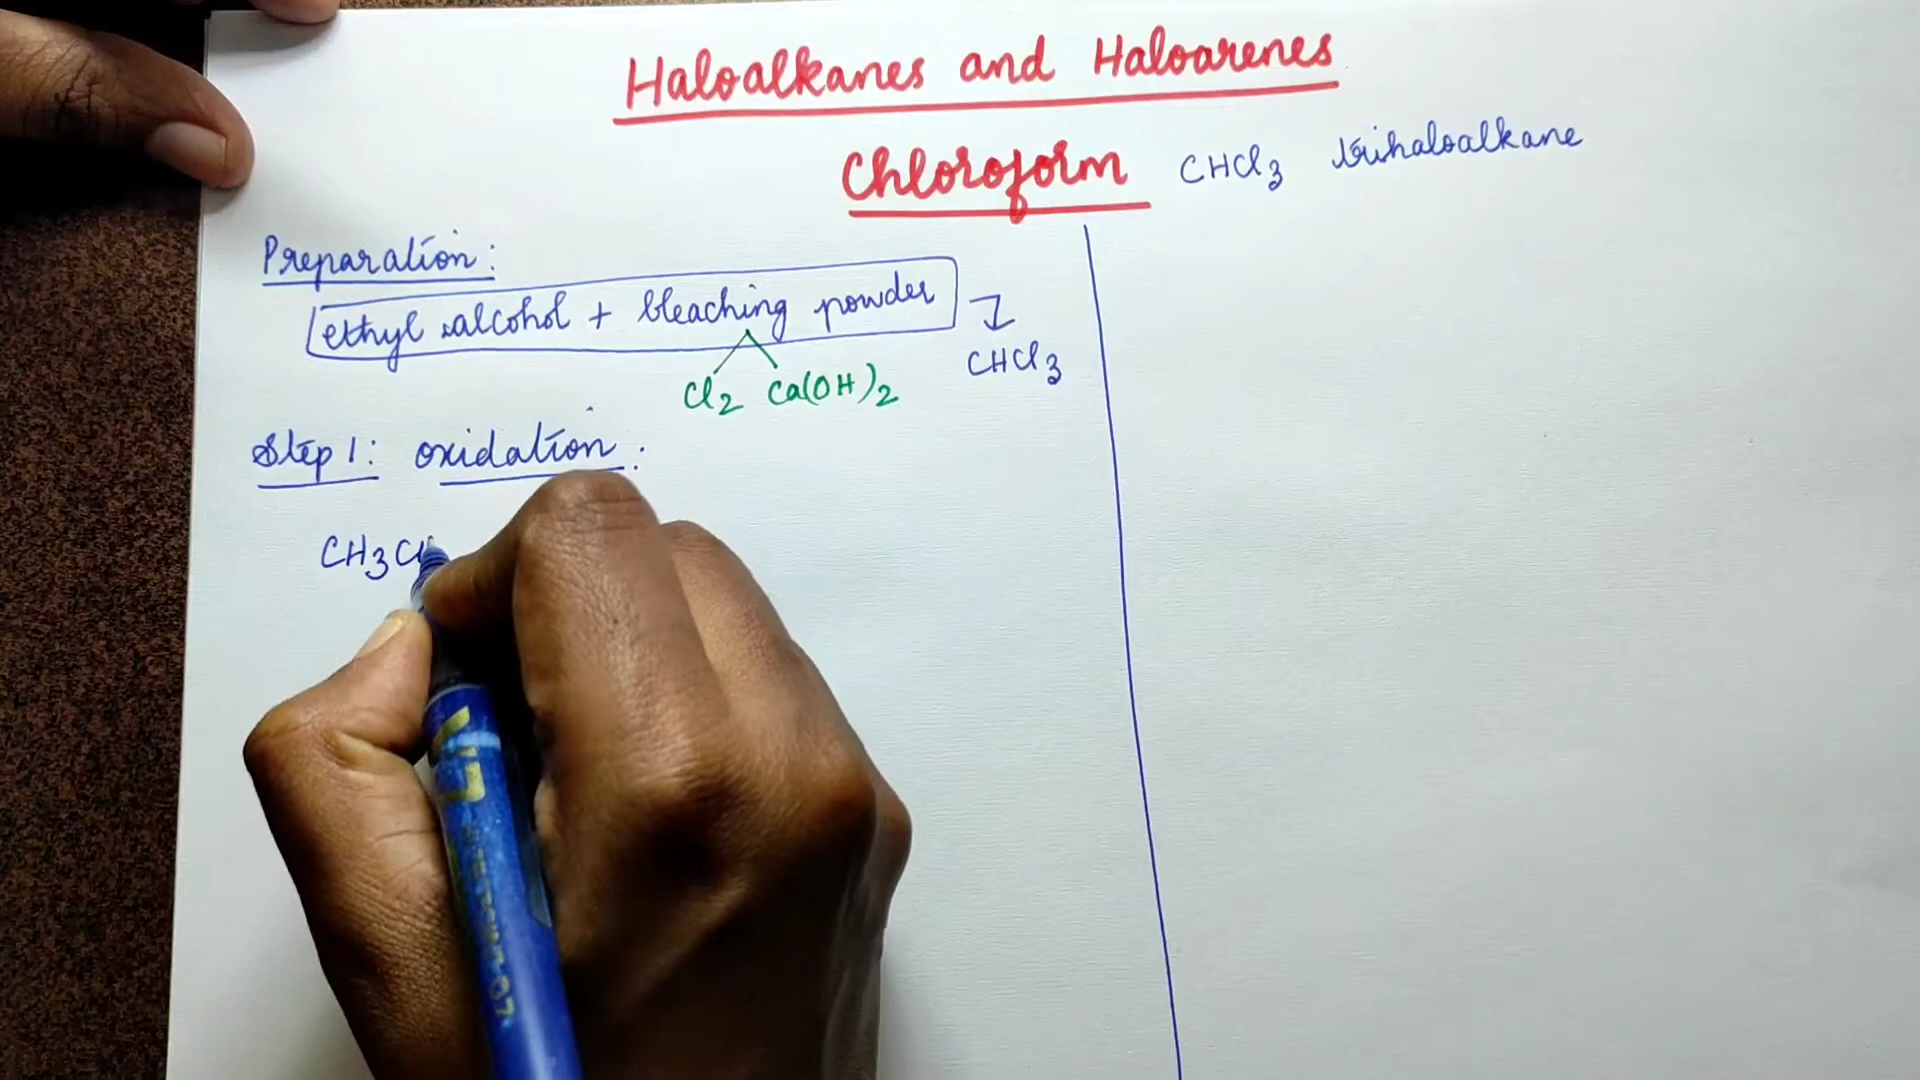 Haloalkanes and Haloarenes
Chloroform CHCl3 trihaloalkane
Preparation:
ethyl alcohol + bleaching powder
CHCl3
Cl2 Ca(OH)2
Step 1: oxidation:
CH3C
V7